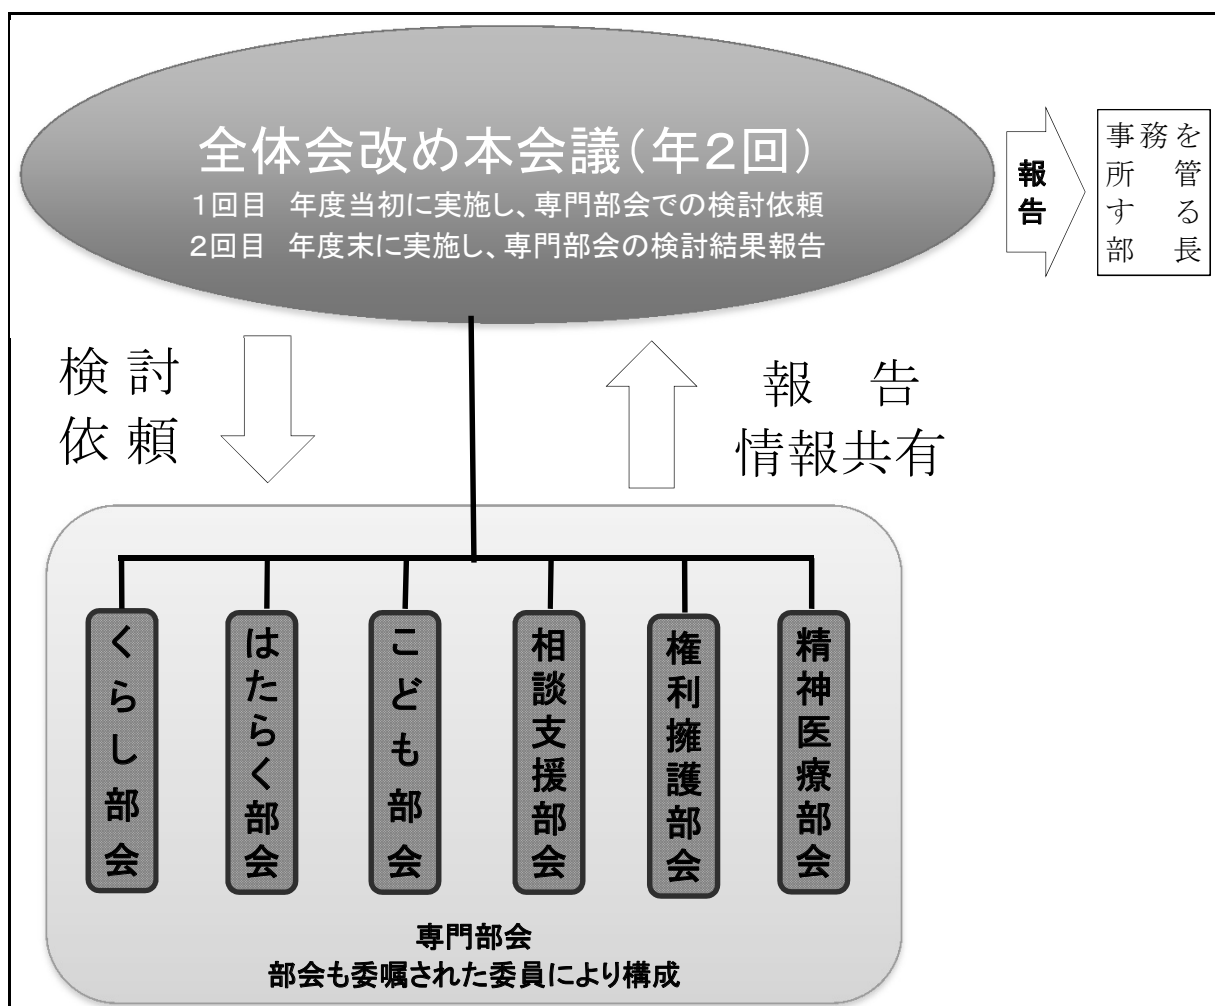 全体会改め本会議（年２回）
１回目　年度当初に実施し、専門部会での検討依頼
２回目　年度末に実施し、専門部会の検討結果報告
報告
事務を
所管
する
部長
検討
依頼
報告
情報共有
くらし部会
はたらく部会
こども部会
相談支援部会
権利擁護部会
精神医療部会
専門部会
部会も委嘱された委員により構成